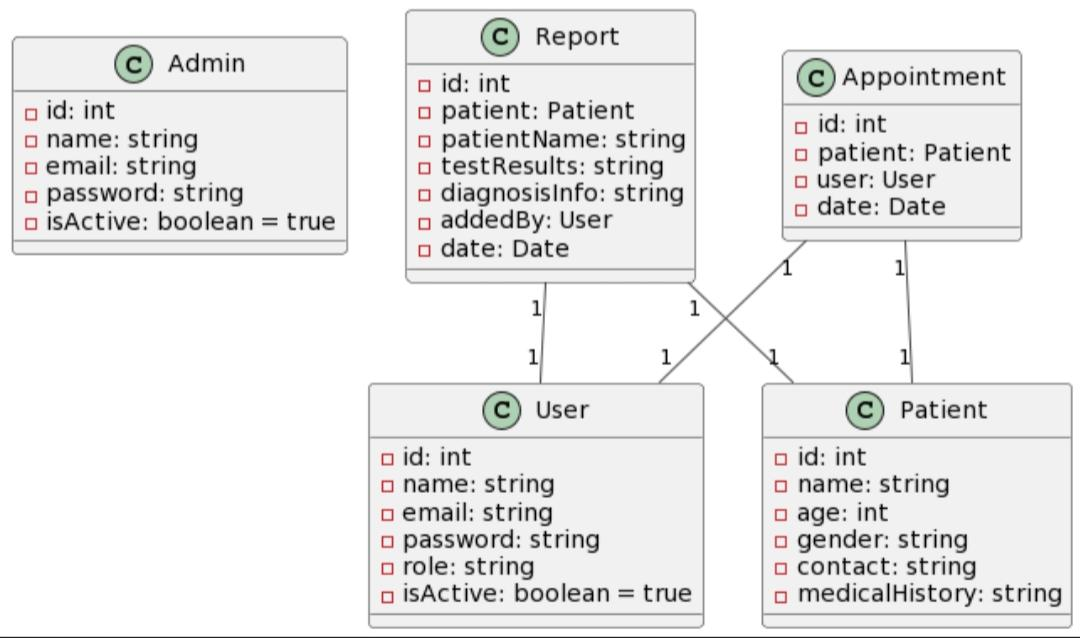 C Admin
id: int
name: string
email: string
password: string
isActive: boolean = true
C Report
id: int
patient: Patient
patientName: string
testResults: string
diagnosisInfo: string
addedBy: User
date: Date
C Appointment
id: int
patient: Patient
user: User
date: Date
1
1
1
1
1
1
1
1
C User
id: int
name: string
email: string
password: string
role: string
isActive: boolean = true
C Patient
id: int
name: string
age: int
gender: string
contact: string
medicalHistory: string